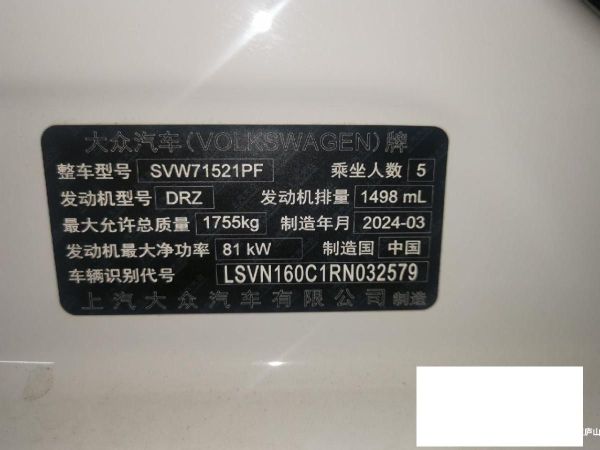 大众汽车(VOLKSWAGEN)牌
整车型号 SVW71521PF 乘坐人数 5
发动机型号 DRZ 发动机排量 1498 mL
最大允许总质量 1755kg 制造年月 2024-03
发动机最大净功率 81 kW 制造国 中国
车辆识别代号 LSVN160C1RN032579
上汽大众汽车有限公司 制造
庐山